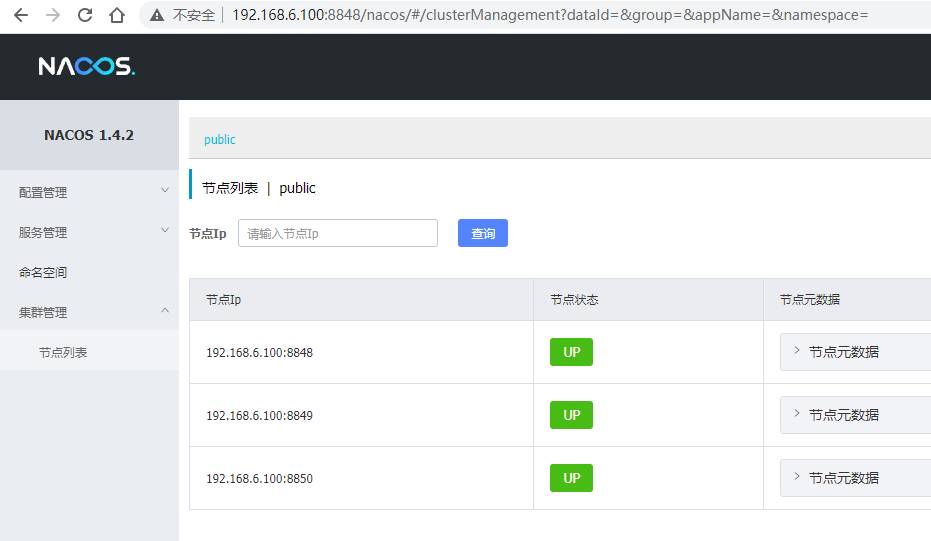 不安全 192.168.6.100:8848/nacos/#/clusterManagement?dataId=&group=&appName=&namespace=
NACOS.
NACOS 1.4.2
public
配置管理
节点列表 | public
服务管理
节点Ip 请输入节点Ip 查询
命名空间
集群管理
节点列表
节点Ip 节点状态 节点元数据
192.168.6.100:8848 UP 节点元数据
192.168.6.100:8849 UP 节点元数据
192.168.6.100:8850 UP 节点元数据